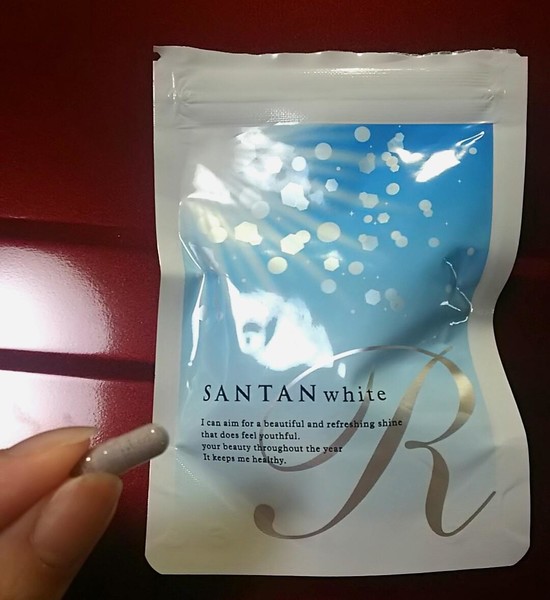 SANTAN white
R
I can aim for a beautiful and refreshing shine
that does feel youthful.
your beauty throughout the year
It keeps me healthy.